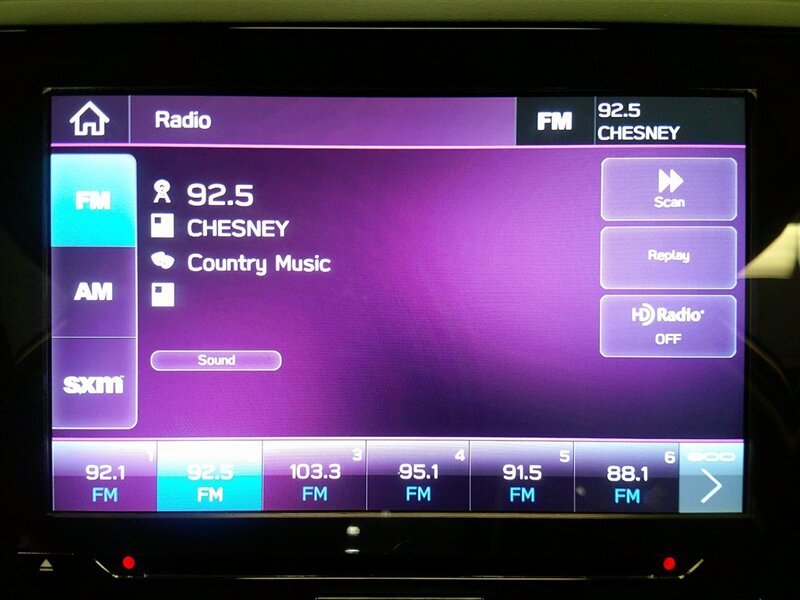 Radio
FM
92.5
CHESNEY
FM
AM
sxm
92.5
CHESNEY
Country Music
Sound
Scan
Replay
HD Radio
OFF
1
92.1
FM
92.5
FM
3
103.3
FM
4
95.1
FM
5
91.5
FM
6
88.1
FM